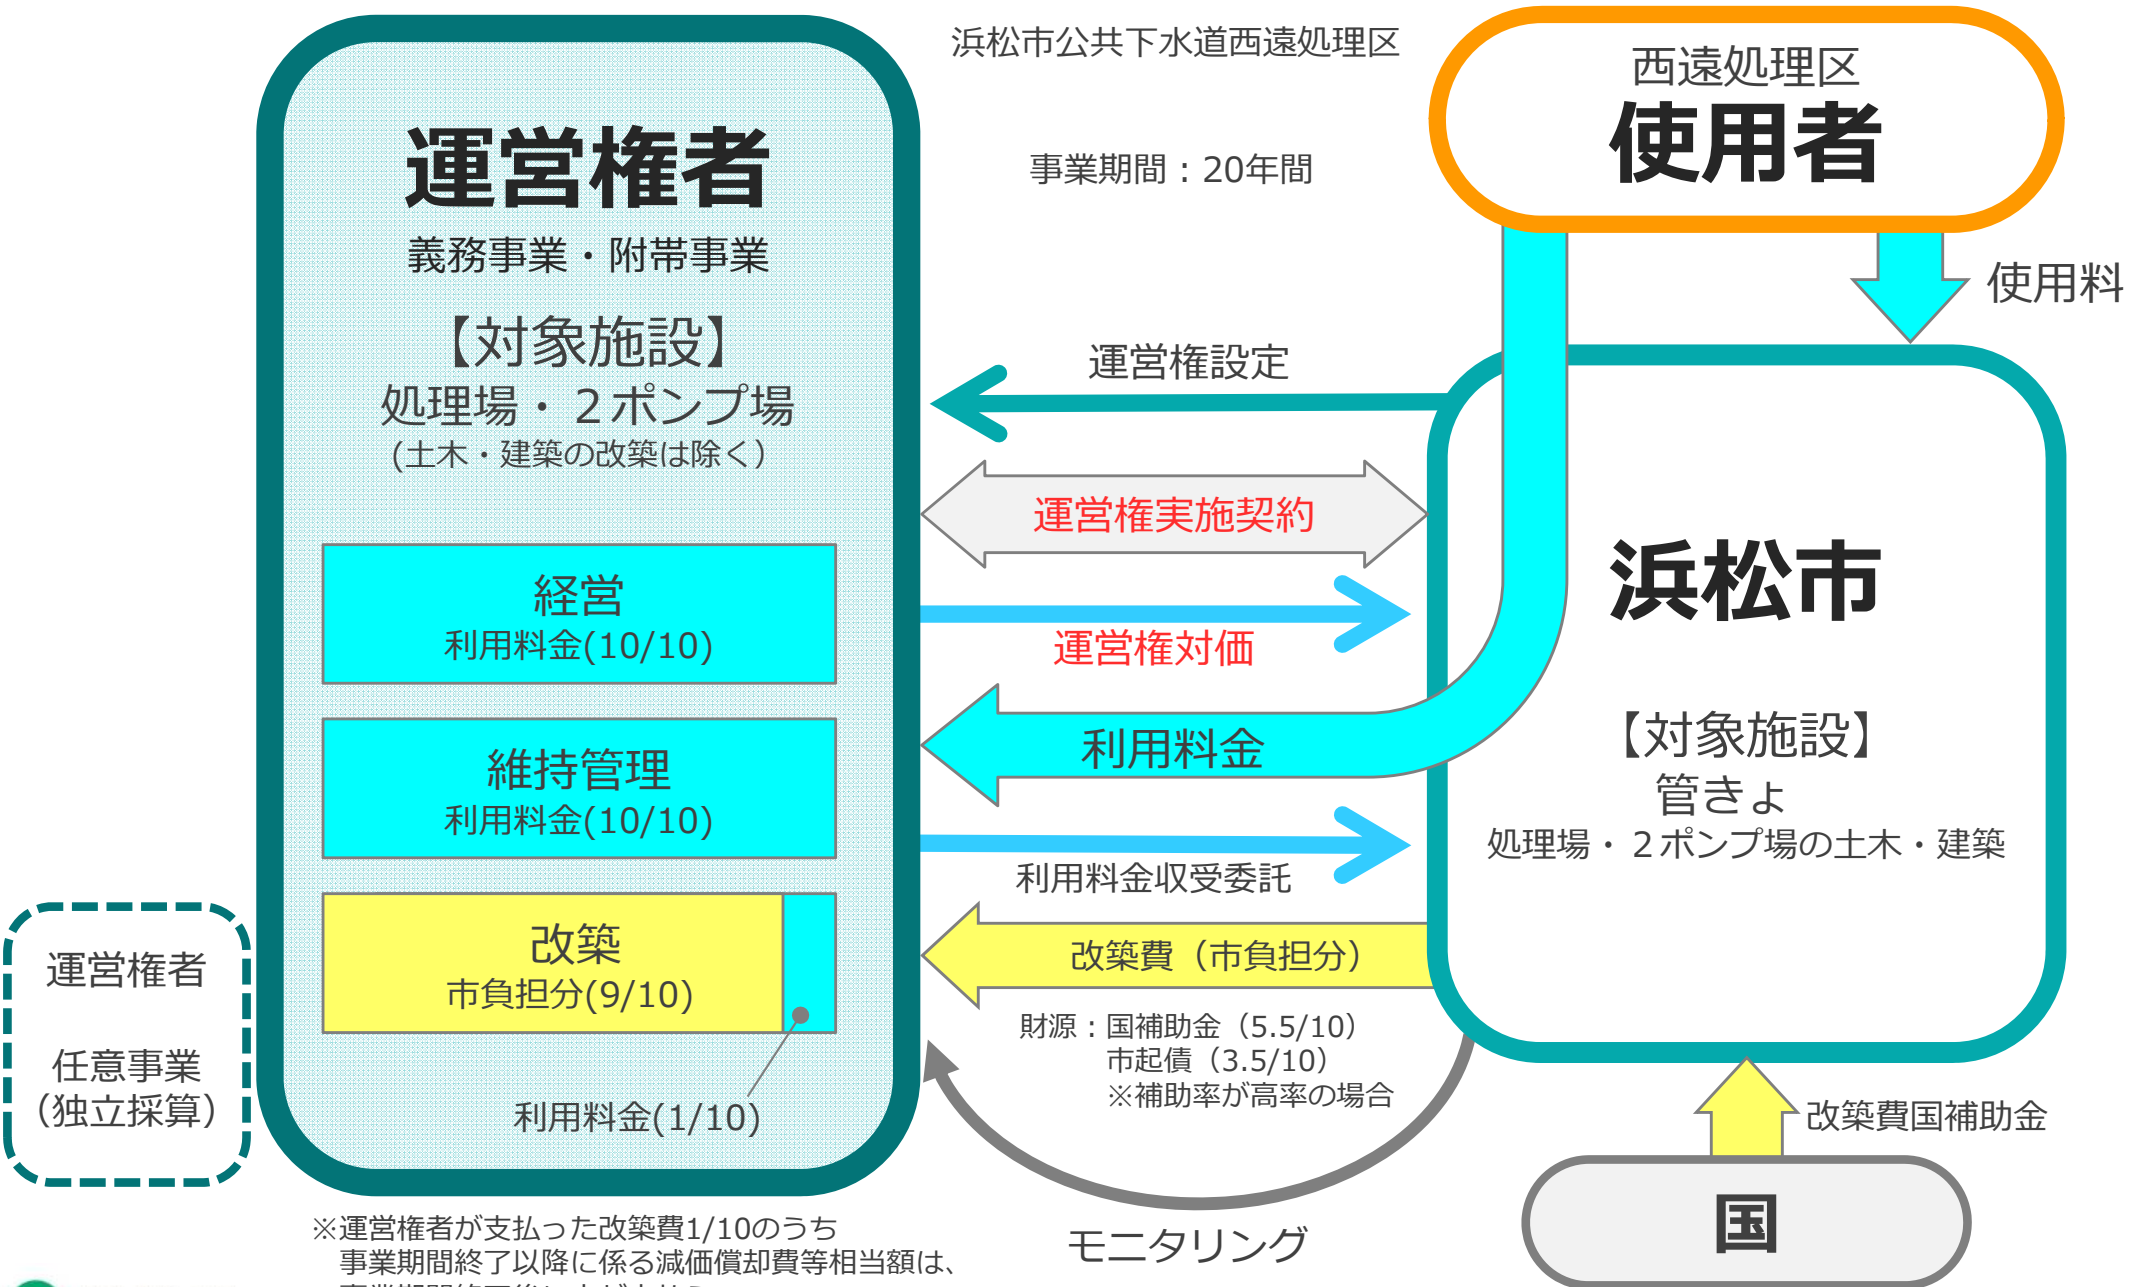 浜松市公共下水道西遠処理区
事業期間：20年間
運営権者
義務事業・附帯事業
【対象施設】
処理場・２ポンプ場
(土木・建築の改築は除く）
経営
利用料金(10/10)
維持管理
利用料金(10/10)
改築
市負担分(9/10)
利用料金(1/10)
運営権者
任意事業
（独立採算）
※運営権者が支払った改築費1/10のうち
事業期間終了以降に係る減価償却費等相当額は、
運営権設定
運営権実施契約
運営権対価
利用料金
利用料金収受委託
改築費（市負担分）
財源：国補助金（5.5/10）
市起債（3.5/10）
※補助率が高率の場合
モニタリング
西遠処理区
使用者
使用料
浜松市
【対象施設】
管きょ
処理場・２ポンプ場の土木・建築
改築費国補助金
国